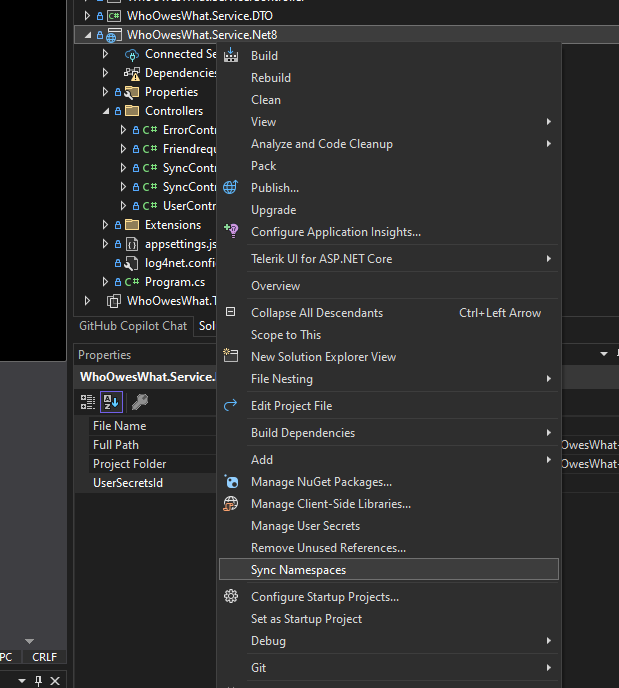 WhoOwesWhat.Service.DTO
WhoOwesWhat.Service.Net8
Connected Se
Build
Dependencies
Rebuild
Properties
Clean
Controllers
View
ErrorContr
Analyze and Code Cleanup
Friendrequ
Pack
SyncContr
Publish...
SyncContr
Upgrade
UserContr
Configure Application Insights...
Extensions
appsettings.js
Telerik UI for ASP.NET Core
log4net.config
Program.cs
Overview
WhoOwesWhat.T
Collapse All Descendants Ctrl+Left Arrow
GitHub Copilot Chat Sol
Scope to This
Properties
New Solution Explorer View
WhoOwesWhat.Service.
File Nesting
Edit Project File
File Name
Build Dependencies
Full Path
OwesWhat-
Add
Project Folder
OwesWhat-
UserSecretsId
Manage NuGet Packages...
Manage Client-Side Libraries...
Manage User Secrets
Remove Unused References...
Sync Namespaces
Configure Startup Projects...
Set as Startup Project
Debug
PC CRLF
Git